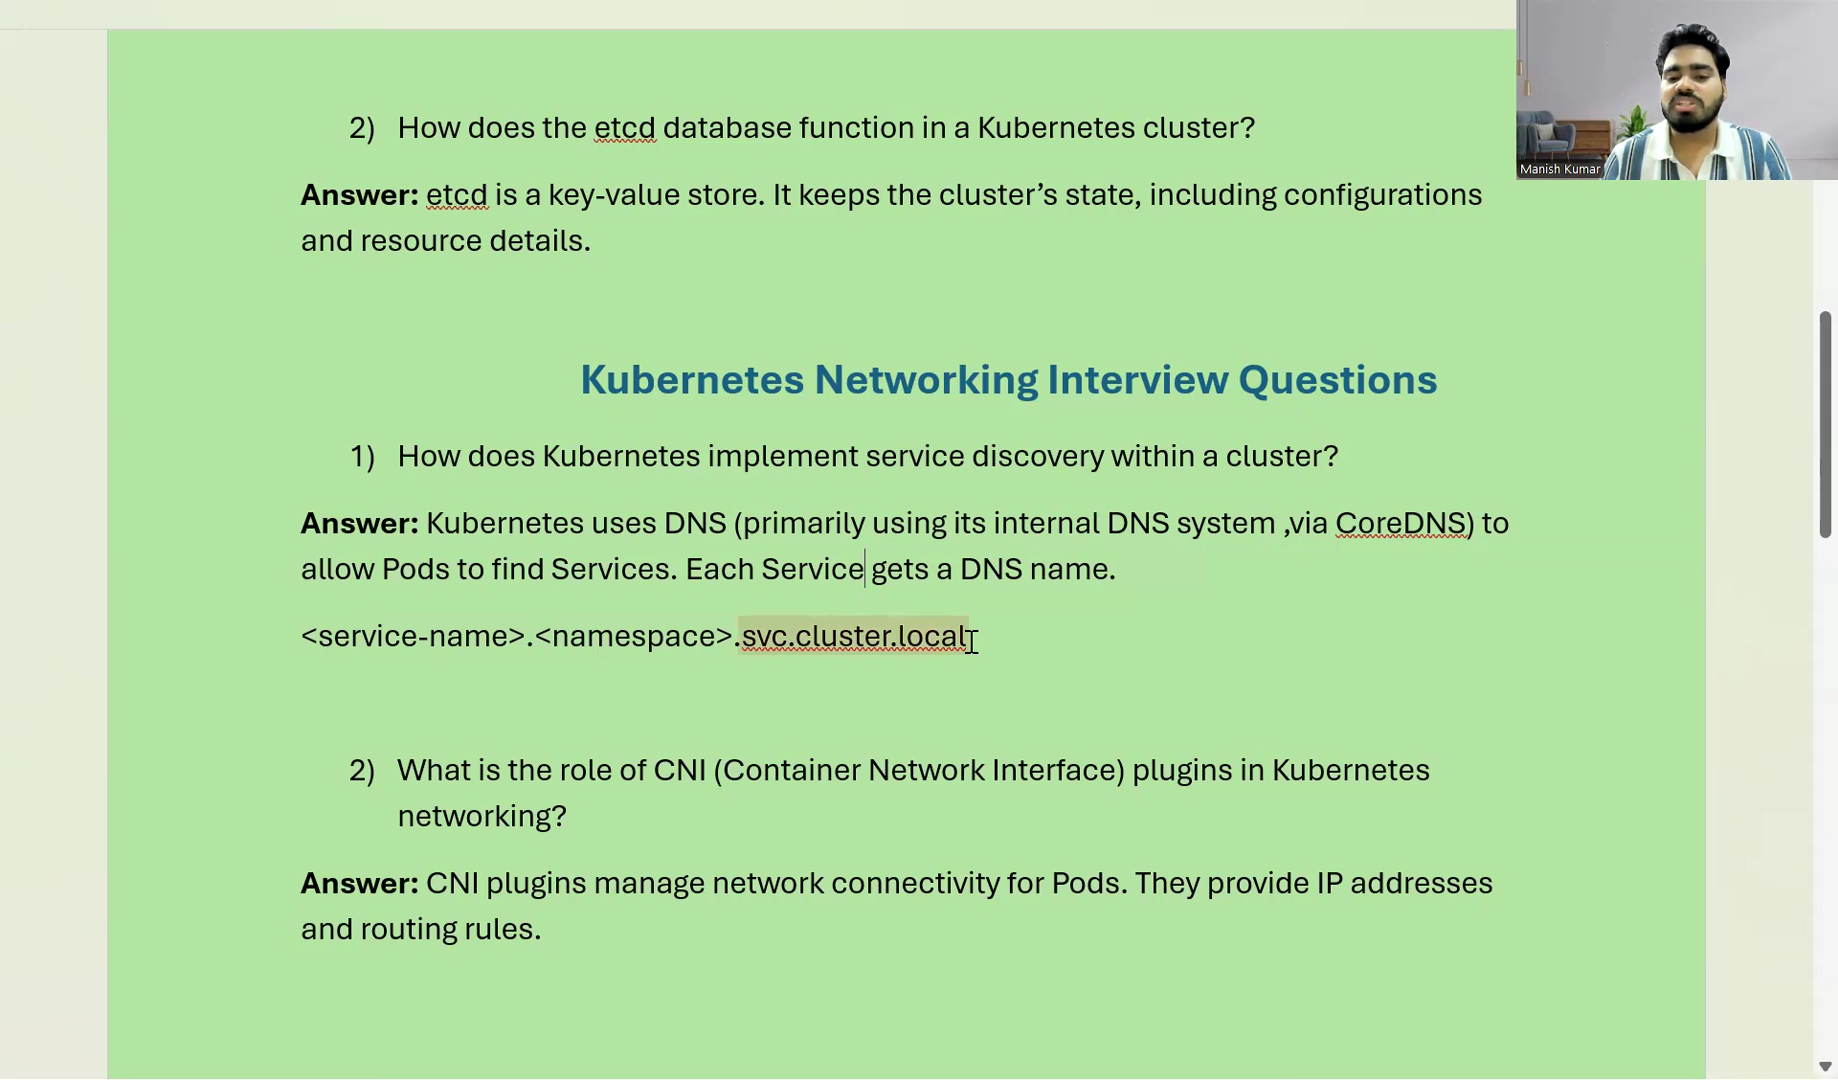 2) How does the etcd database function in a Kubernetes cluster?
Answer: etcd is a key-value store. It keeps the cluster’s state, including configurations
and resource details.
Kubernetes Networking Interview Questions
1) How does Kubernetes implement service discovery within a cluster?
Answer: Kubernetes uses DNS (primarily using its internal DNS system ,via CoreDNS) to
allow Pods to find Services. Each Service gets a DNS name.
<service-name>.<namespace>.svc.cluster.local
2) What is the role of CNI (Container Network Interface) plugins in Kubernetes
networking?
Answer: CNI plugins manage network connectivity for Pods. They provide IP addresses
and routing rules.
Manish Kumar